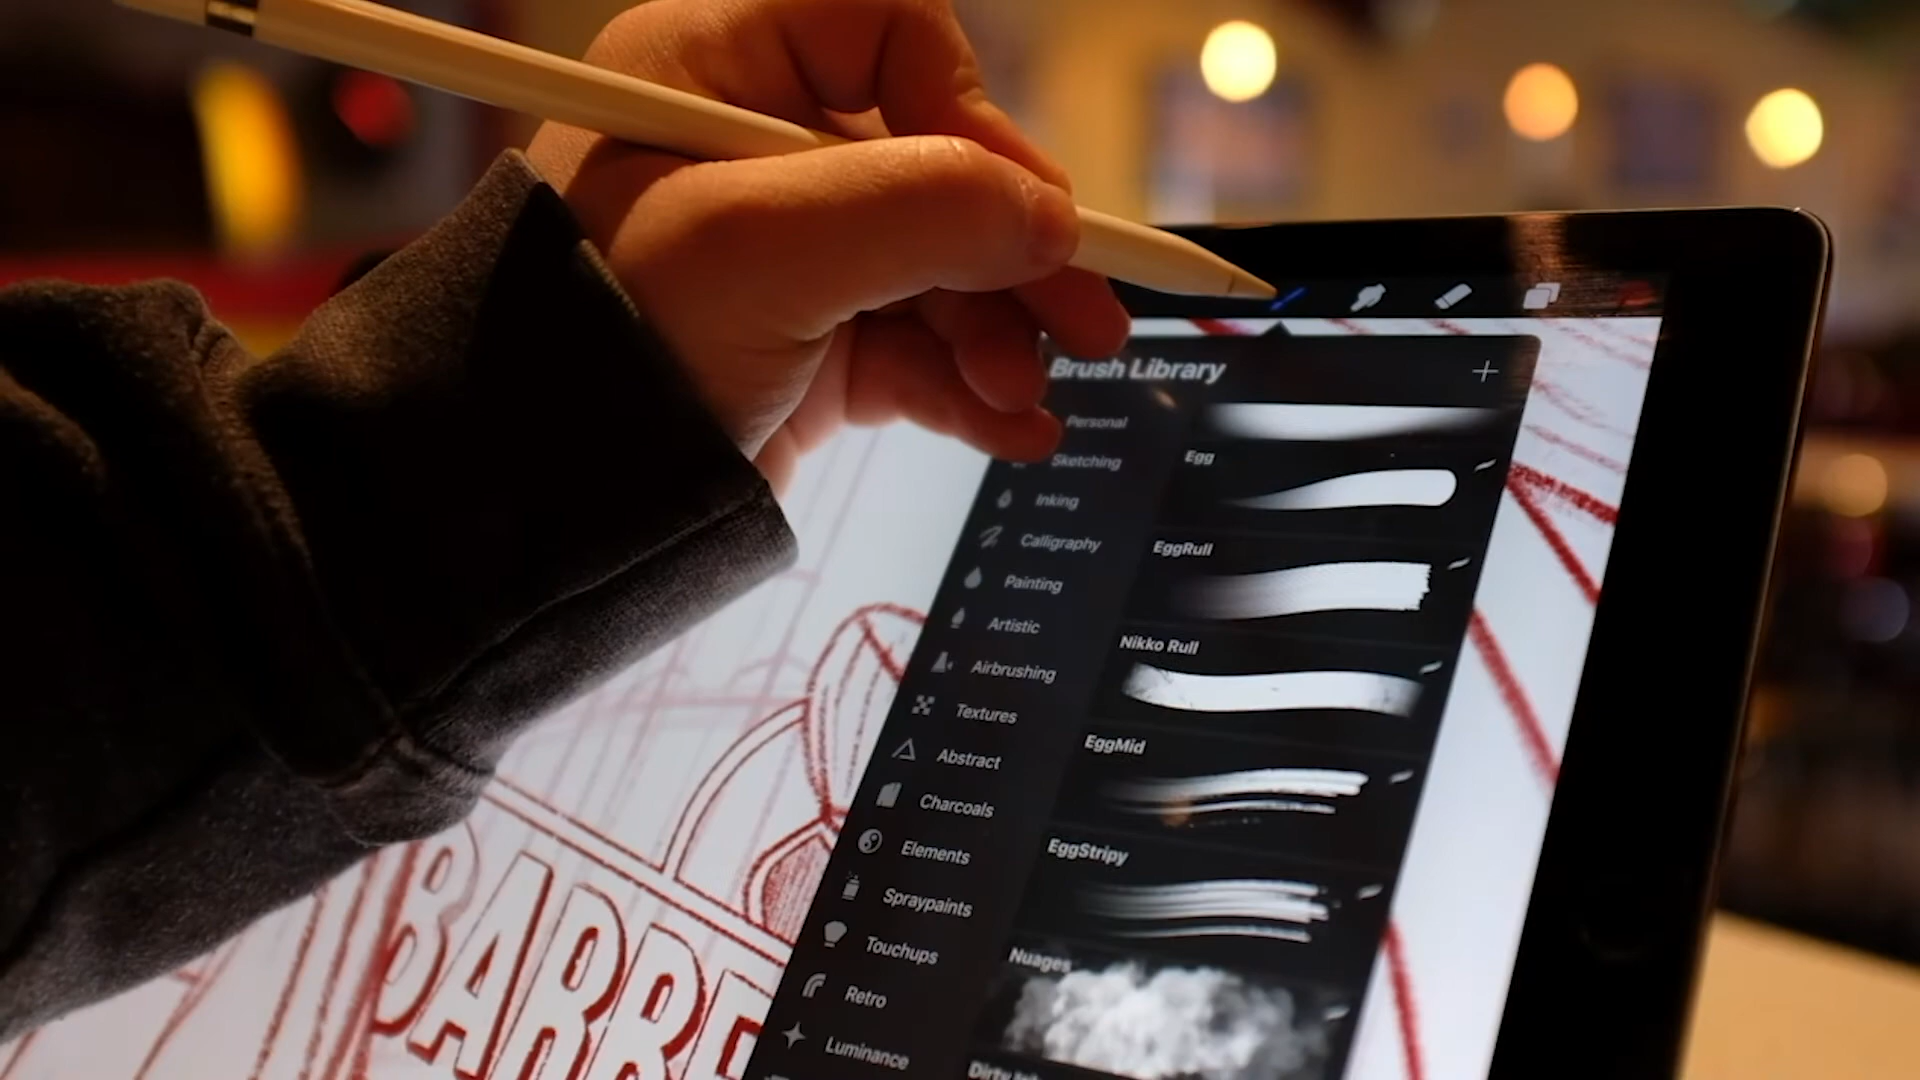 Brush Library
Personal
Sketching
Inking
Calligraphy
Painting
Artistic
Airbrushing
Textures
Abstract
Charcoals
Elements
Spraypaints
Touchups
Retro
Luminance
Egg
EggRull
Nikko Rull
EggMid
EggStripy
Nuages
BARRE